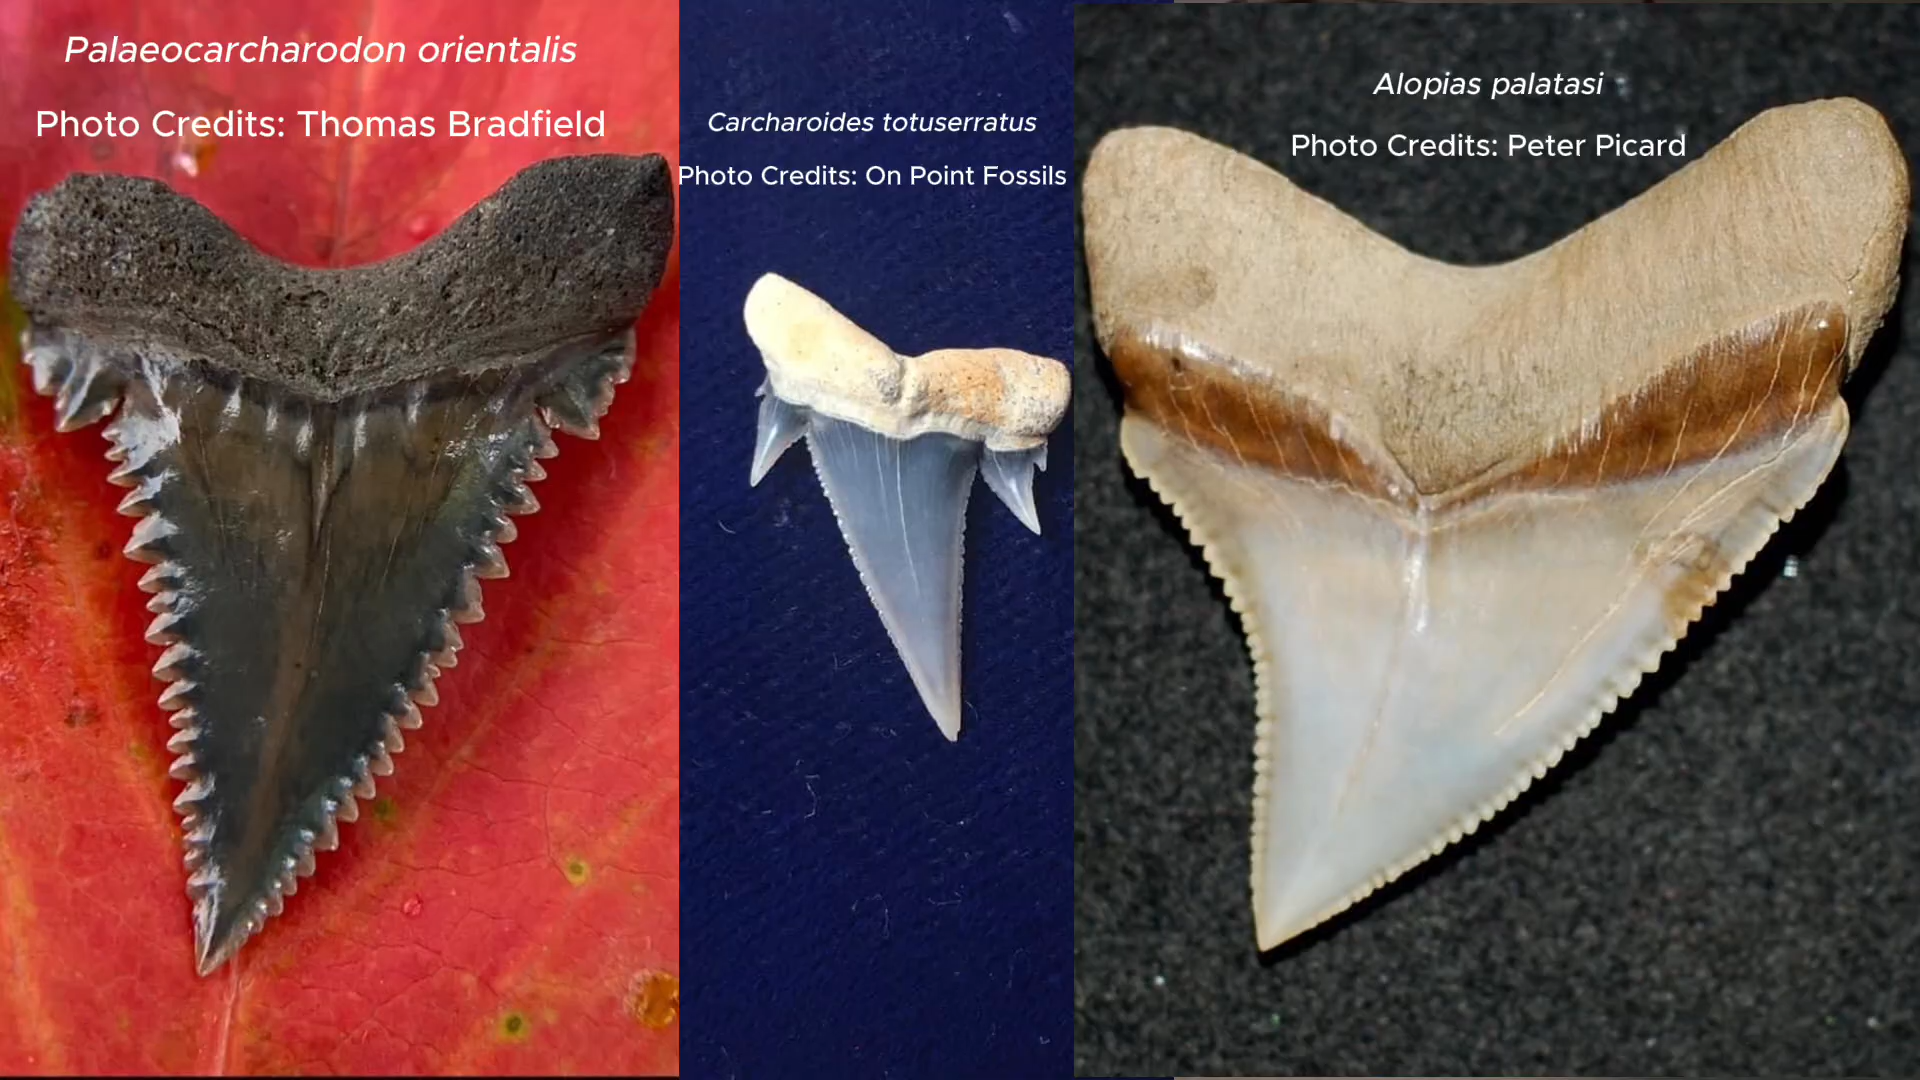 Palaeocarcharodon orientalis
Photo Credits: Thomas Bradfield
Carcharoides totuserratus
Photo Credits: On Point Fossils
Alopias palatasi
Photo Credits: Peter Picard